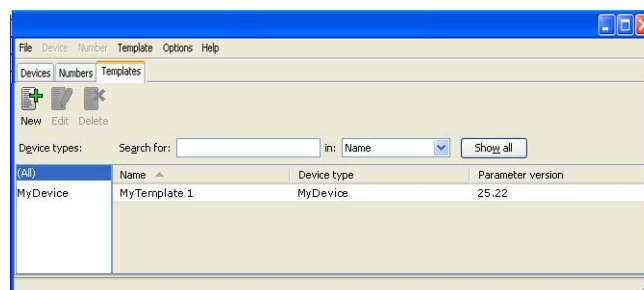 File Device Number Template Options Help
Devices Numbers Templates
New Edit Delete
Device types: Search for: in: Name Show all
(All) Name Device type Parameter version
MyDevice MyTemplate 1 MyDevice 25.22